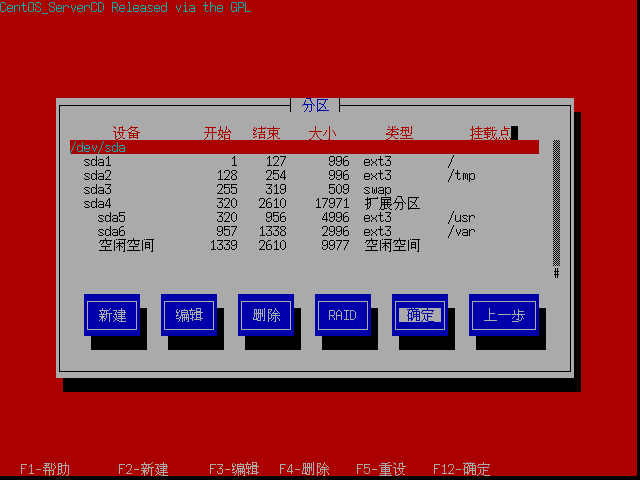 CentOS_ServerCD Released via the GPL
分区
设备 开始 结束 大小 类型 挂载点
/dev/sda
sda1 1 127 996 ext3 /
sda2 128 254 996 ext3 /tmp
sda3 255 319 509 swap
sda4 320 2610 17971 扩展分区
sda5 320 956 4996 ext3 /usr
sda6 957 1338 2996 ext3 /var
空闲空间 1339 2610 9977 空闲空间
#
新建 编辑 删除 RAID 确定 上一步
F1-帮助 F2-新建 F3-编辑 F4-删除 F5-重设 F12-确定